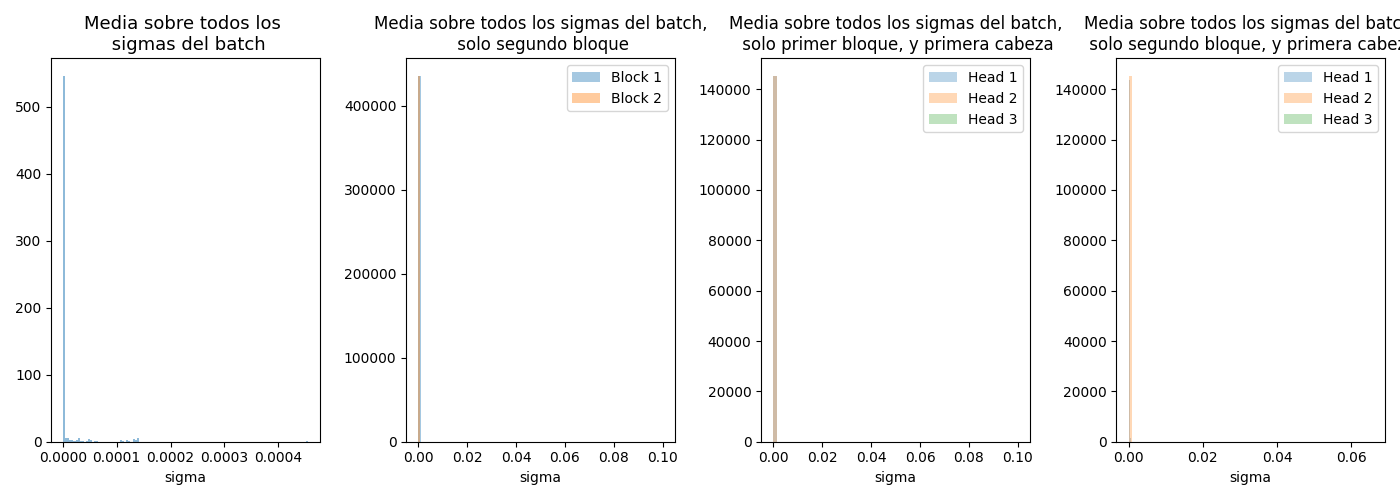 Media sobre todos los
sigmas del batch
500
400
300
200
100
0
0.0000 0.0001 0.0002 0.0003 0.0004
sigma
Media sobre todos los sigmas del batch,
solo segundo bloque
Block 1
Block 2
400000
300000
200000
100000
0
0.00 0.02 0.04 0.06 0.08 0.10
sigma
Media sobre todos los sigmas del batch,
solo primer bloque, y primera cabeza
Head 1
Head 2
Head 3
140000
120000
100000
80000
60000
40000
20000
0
0.00 0.02 0.04 0.06 0.08 0.10
sigma
Media sobre todos los sigmas del batc
solo segundo bloque, y primera cabez
Head 1
Head 2
Head 3
140000
120000
100000
80000
60000
40000
20000
0
0.00 0.02 0.04 0.06
sigma